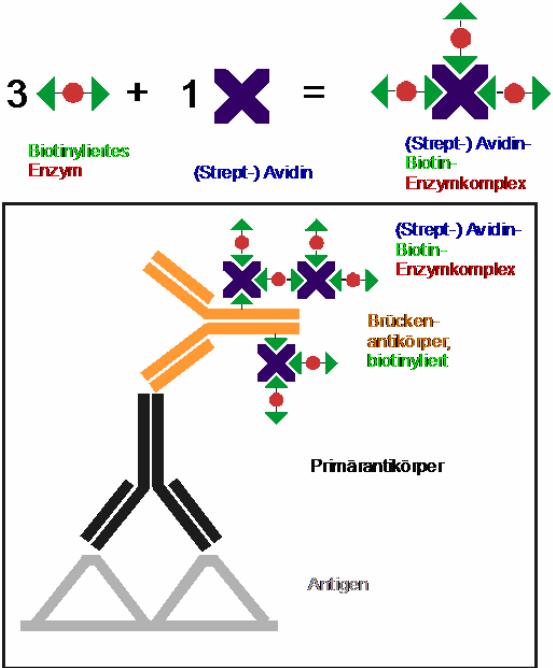 3 + 1 =
Biotinyliertes
Enzym
(Strept-) Avidin
(Strept-) Avidin-
Biotin-
Enzymkomplex
(Strept-) Avidin-
Biotin-
Enzymkomplex
Brücken-
antikörper,
biotinyliert
Primärantikörper
Antigen